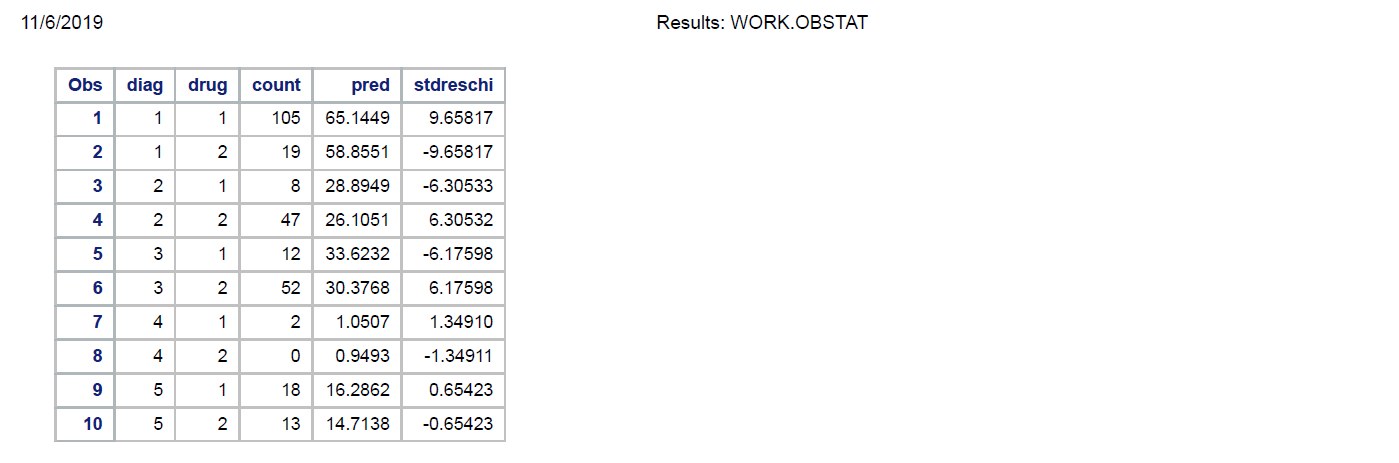 11/6/2019 Results: WORK.OBSTAT
Obs diag drug count pred stdreschi
1 1 1 105 65.1449 9.65817
2 1 2 19 58.8551 -9.65817
3 2 1 8 28.8949 -6.30533
4 2 2 47 26.1051 6.30532
5 3 1 12 33.6232 -6.17598
6 3 2 52 30.3768 6.17598
7 4 1 2 1.0507 1.34910
8 4 2 0 0.9493 -1.34911
9 5 1 18 16.2862 0.65423
10 5 2 13 14.7138 -0.65423